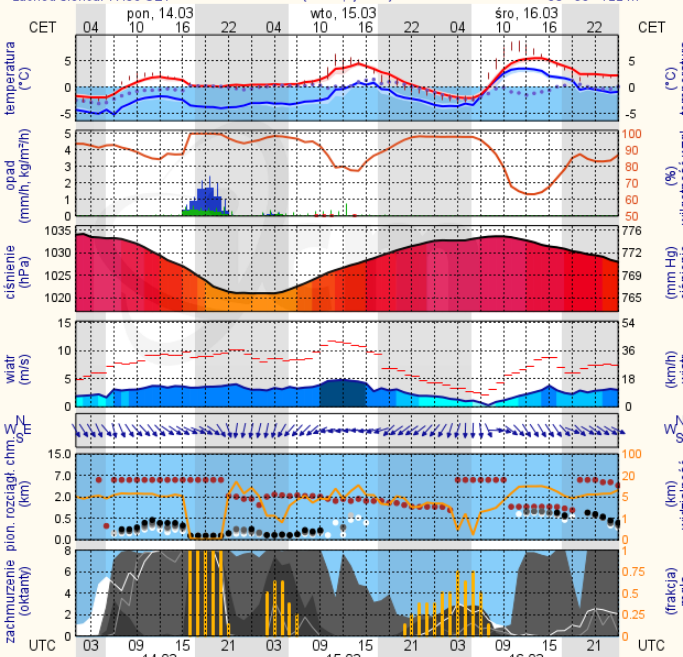 pon, 14.03 wto, 15.03 śro, 16.03
CET 04 10 16 22 04 10 16 22 04 10 16 22 CET
temperatura
(°C)
5
0
-5
5
0
-5
(°C)
opad
(mm/h, kg/m²/h)
5
4
3
2
1
0
100
90
80
70
60
50
(%)
ciśnienie
(hPa)
1035
1030
1025
1020
776
772
769
765
(mm Hg)
wiatr
(m/s)
15
10
5
0
54
36
18
0
(km/h)
N
W E
S
N
W
S
pion. rozciągł. chm.
(km)
15.0
7.0
2.0
0.5
0.0
100
20
5
1
0
(km)
zachmurzenie
(oktanty)
8
6
4
2
0
1
0.75
0.5
0.25
0
(frakcja)
UTC 03 09 15 21 03 09 15 21 03 09 15 21 UTC